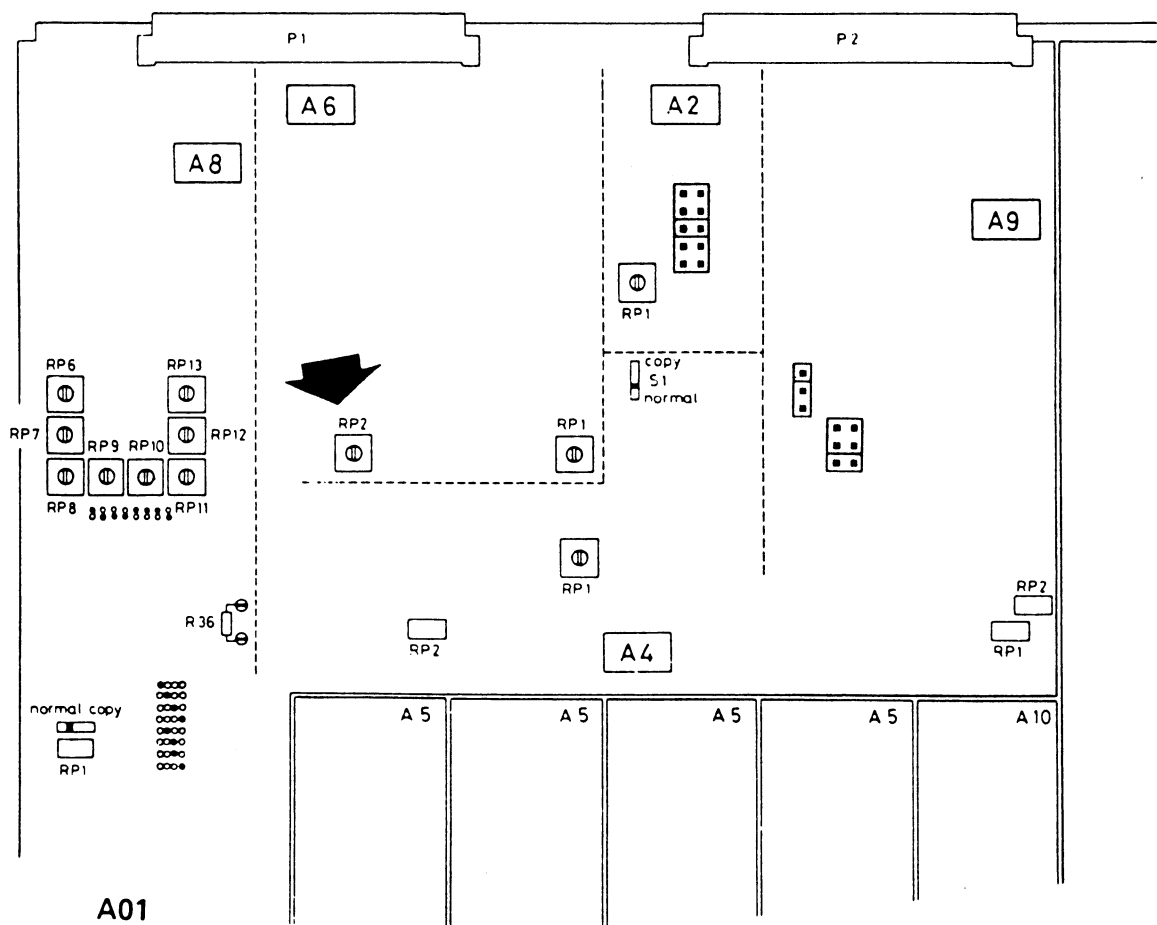 P1
P2
A6
A2
A8
A9
RP1
copy
S1
normal
RP6
RP13
RP7
RP9
RP10
RP12
RP2
RP1
RP8
RP11
RP1
R36
RP2
RP2
RP1
A4
normal copy
RP1
A5
A5
A5
A5
A10
A01